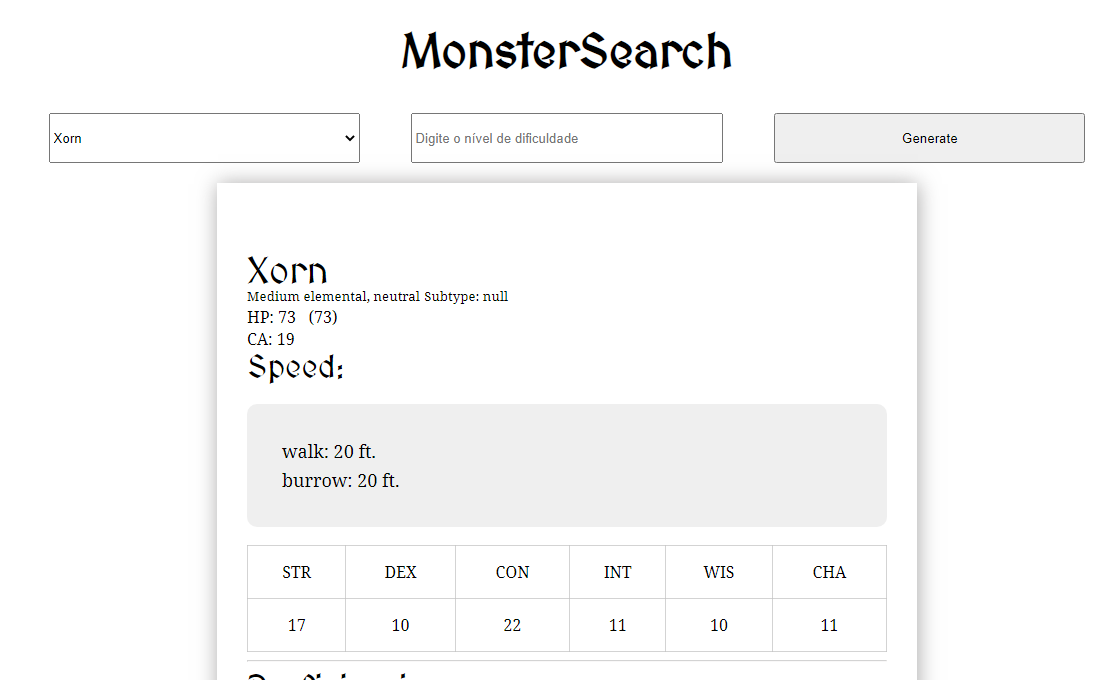 MonsterSearch
Xorn
Digite o nível de dificuldade
Generate
Xorn
Medium elemental, neutral Subtype: null
HP: 73 (73)
CA: 19
Speed:
walk: 20 ft.
burrow: 20 ft.
STR DEX CON INT WIS CHA
17 10 22 11 10 11